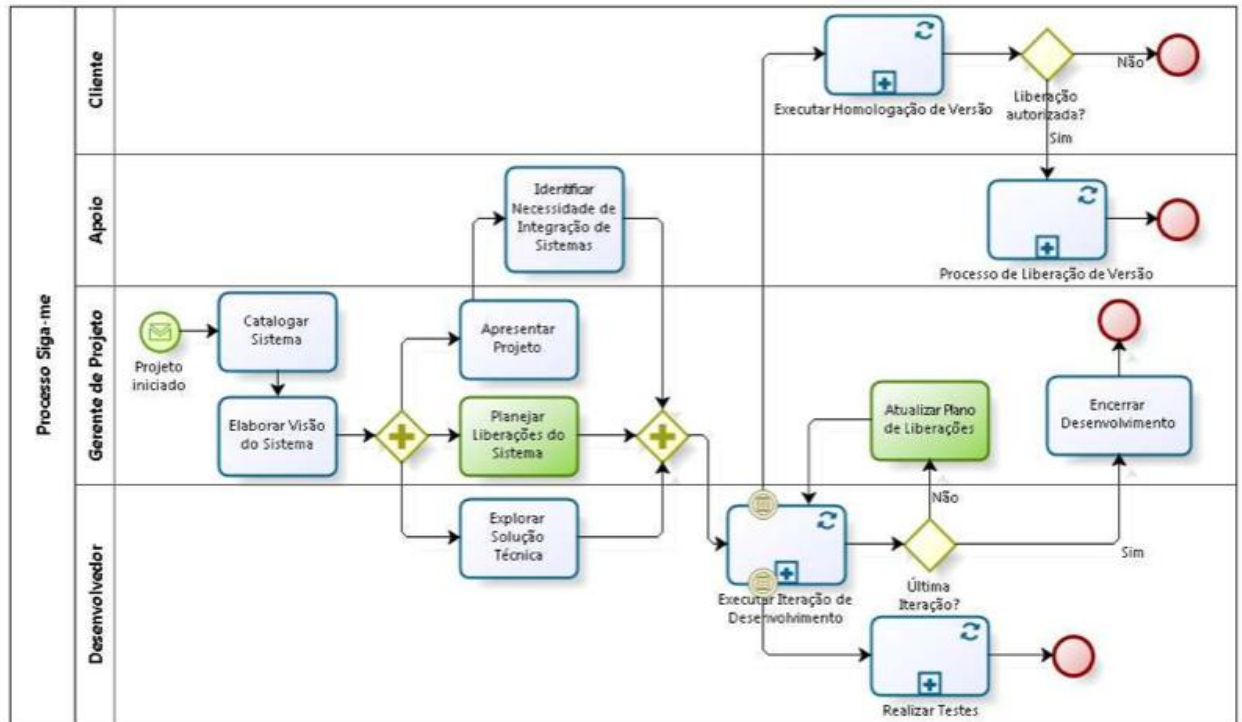 Processo Siga-me
Cliente
Executar Homologação de Versão
Liberação
autorizada?
Não
Sim
Apoio
Identificar
Necessidade de
Integração de
Sistemas
Processo de Liberação de Versão
Gerente de Projeto
Projeto
iniciado
Catalogar
Sistema
Elaborar Visão
do Sistema
Apresentar
Projeto
Planejar
Liberações do
Sistema
Atualizar Plano
de Liberações
Encerrar
Desenvolvimento
Desenvolvedor
Explorar
Solução
Técnica
Executar Iteração de
Desenvolvimento
Não
Última
Iteração?
Sim
Realizar Testes